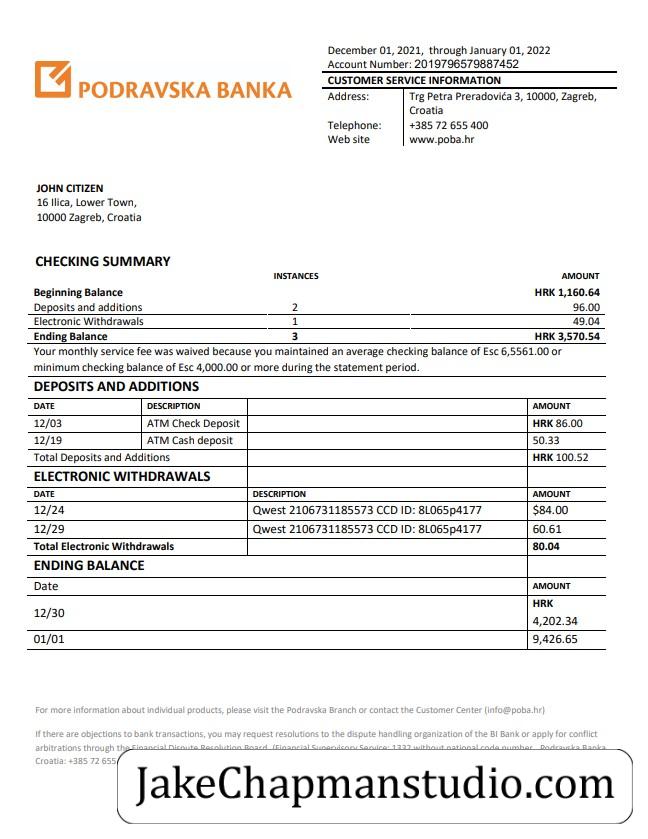 PODRAVSKA BANKA
December 01, 2021, through January 01, 2022
Account Number: 2019796579887452
CUSTOMER SERVICE INFORMATION
Address: Trg Petra Preradovića 3, 10000, Zagreb,
Croatia
Telephone: +385 72 655 400
Web site www.poba.hr
JOHN CITIZEN
16 Ilica, Lower Town,
10000 Zagreb, Croatia
CHECKING SUMMARY
INSTANCES AMOUNT
Beginning Balance HRK 1,160.64
Deposits and additions 2 96.00
Electronic Withdrawals 1 49.04
Ending Balance 3 HRK 3,570.54
Your monthly service fee was waived because you maintained an average checking balance of Esc 6,5561.00 or
minimum checking balance of Esc 4,000.00 or more during the statement period.
DEPOSITS AND ADDITIONS
DATE DESCRIPTION AMOUNT
12/03 ATM Check Deposit HRK 86.00
12/19 ATM Cash deposit 50.33
Total Deposits and Additions HRK 100.52
ELECTRONIC WITHDRAWALS
DATE DESCRIPTION AMOUNT
12/24 Qwest 2106731185573 CCD ID: 8L065p4177 $84.00
12/29 Qwest 2106731185573 CCD ID: 8L065p4177 60.61
Total Electronic Withdrawals 80.04
ENDING BALANCE
Date AMOUNT
12/30 HRK
4,202.34
01/01 9,426.65
For more information about individual products, please visit the Podravska Branch or contact the Customer Center (info@poba.hr)
If there are objections to bank transactions, you may request resolutions to the dispute handling organization of the BI Bank or apply for conflict
arbitrations through the Financial Dispute Resolution Board. (Financial Supervisory Service: 1332 without national code number, Podravska Banka
Croatia: +385 72 655
JakeChapmanstudio.com